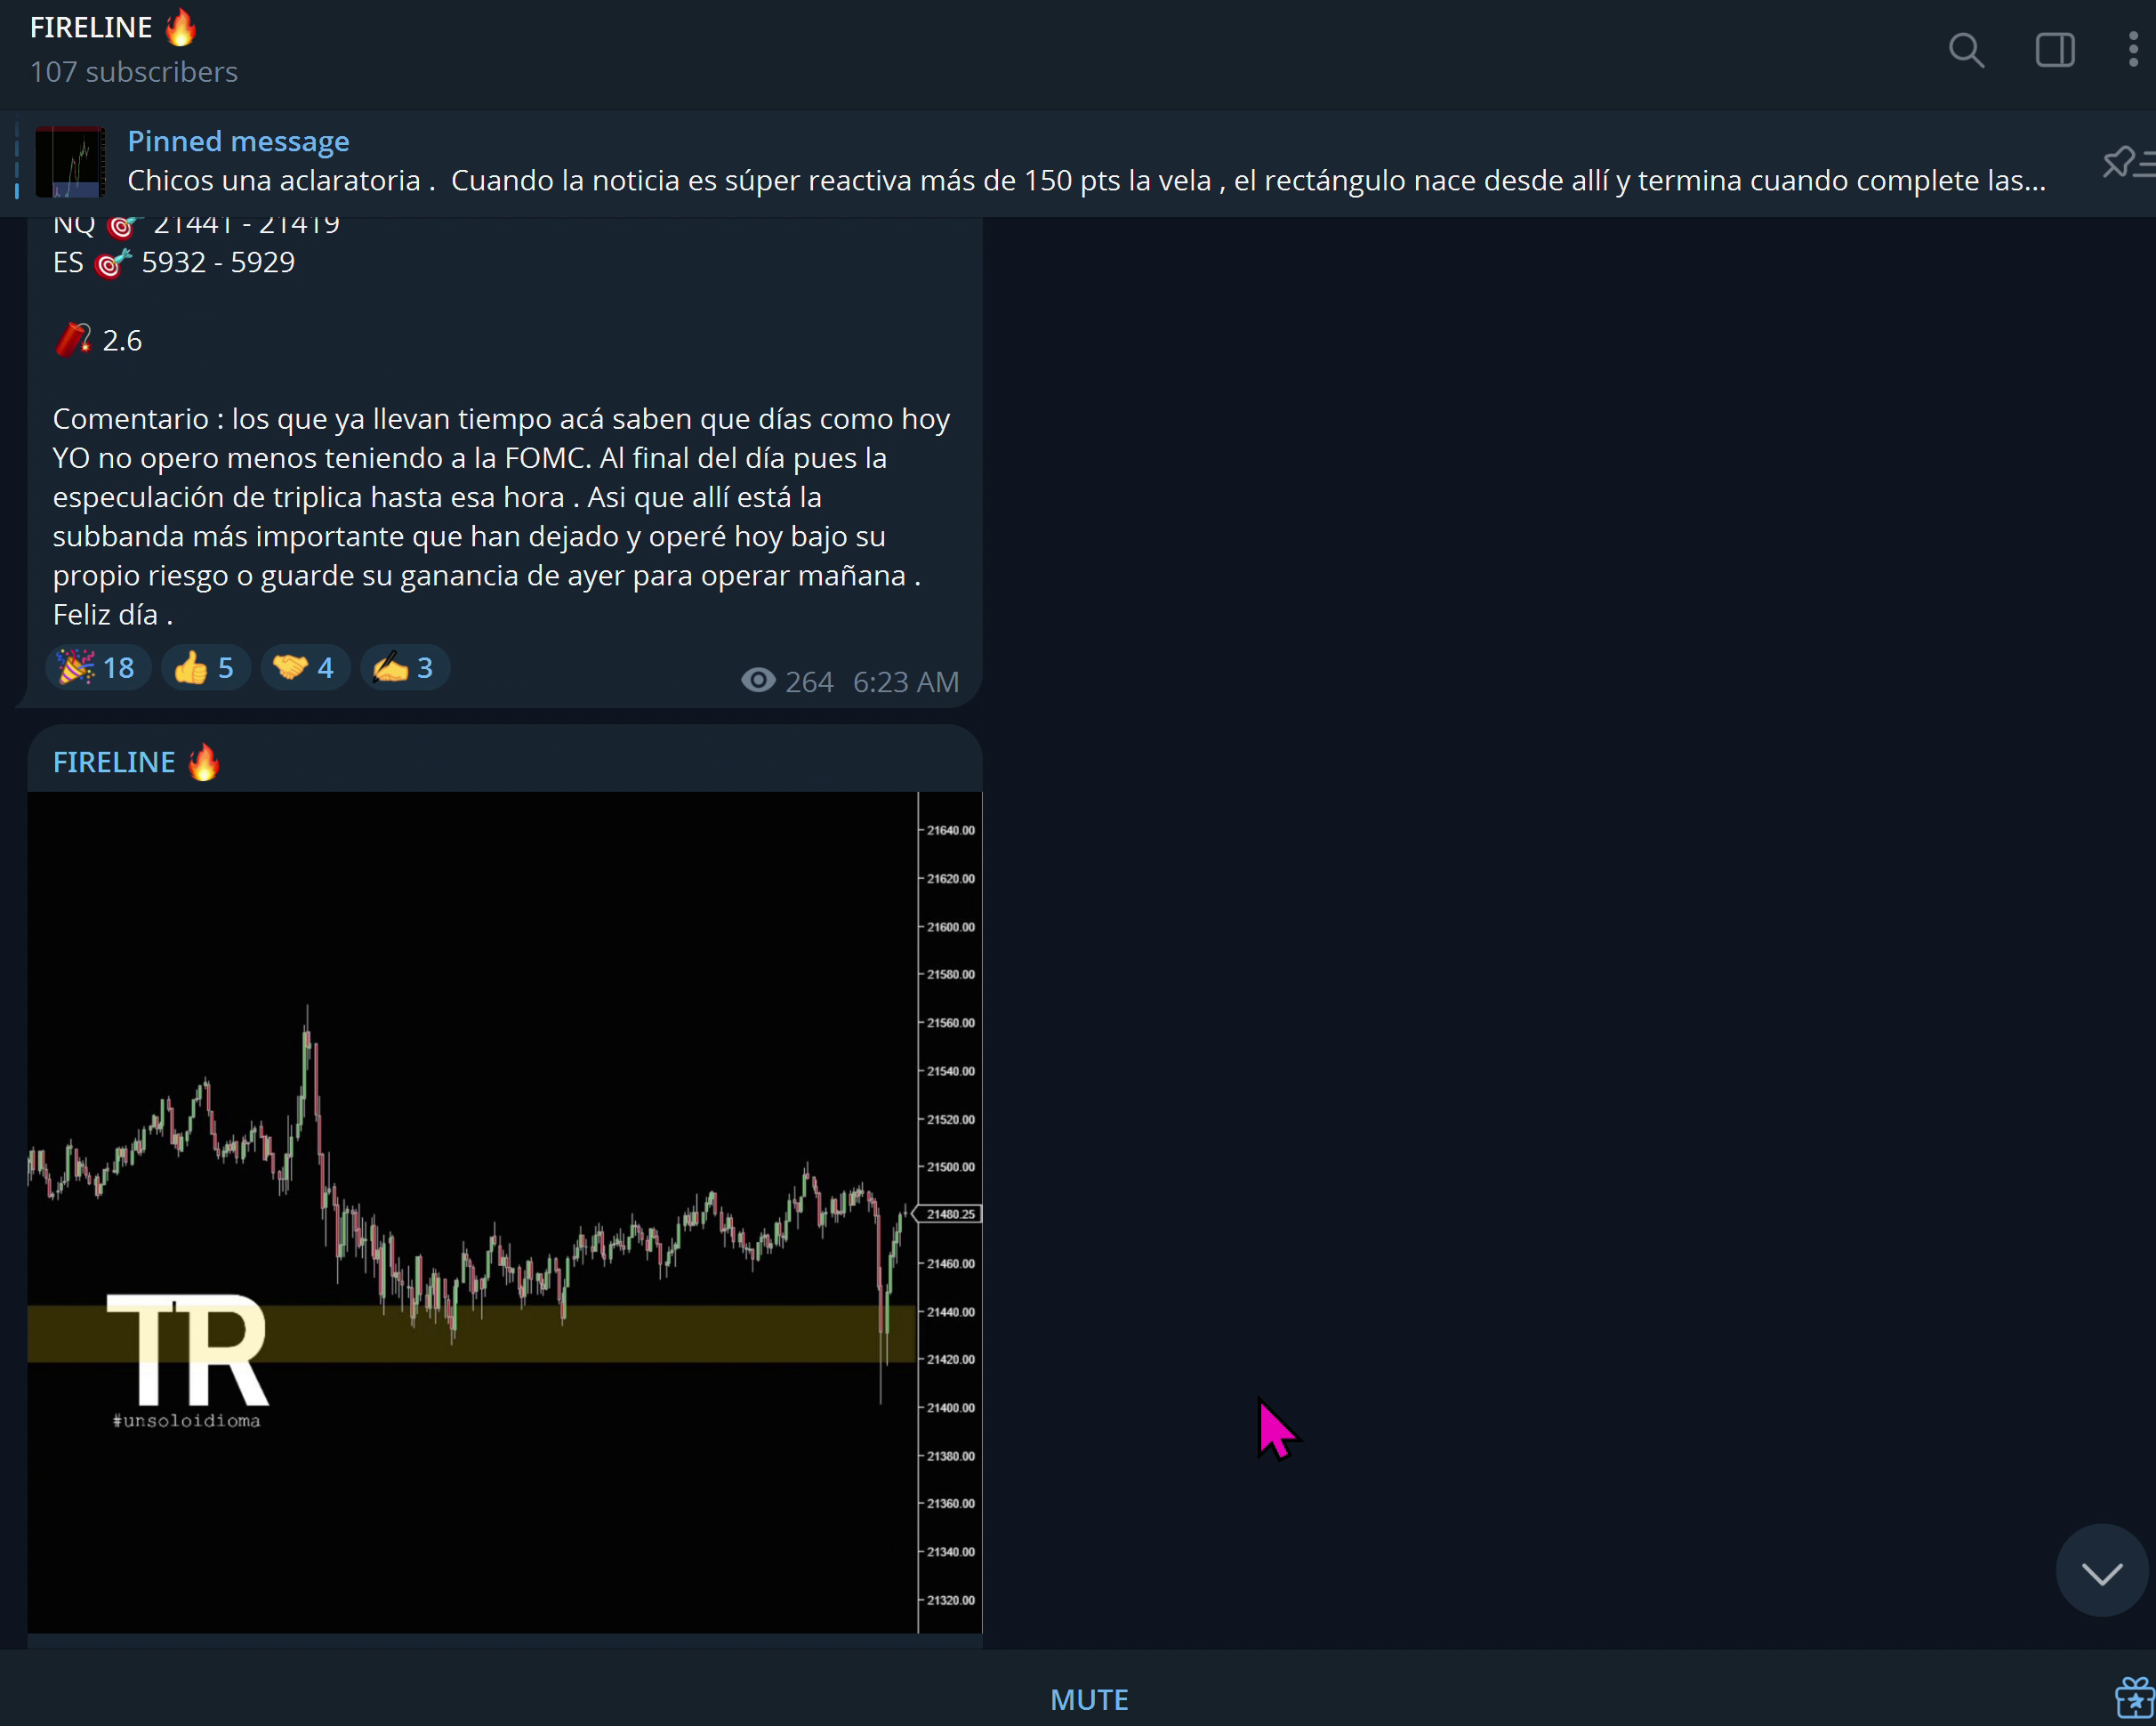 FIRELINE 🔥
107 subscribers
Pinned message
Chicos una aclaratoria . Cuando la noticia es súper reactiva más de 150 pts la vela , el rectángulo nace desde allí y termina cuando complete las...
NQ 🎯 21441 - 21419
ES 🎯 5932 - 5929
🧨 2.6
Comentario : los que ya llevan tiempo acá saben que días como hoy
YO no opero menos teniendo a la FOMC. Al final del día pues la
especulación de triplica hasta esa hora . Asi que allí está la
subbanda más importante que han dejado y operé hoy bajo su
propio riesgo o guarde su ganancia de ayer para operar mañana .
Feliz día .
🎉 18 👍 5 🤝 4 ✍️ 3
264 6:23 AM
FIRELINE 🔥
21640.00
21620.00
21600.00
21580.00
21560.00
21540.00
21520.00
21500.00
21480.25
21460.00
21440.00
21420.00
21400.00
21380.00
21360.00
21340.00
21320.00
TR
#unsoloidioma
MUTE